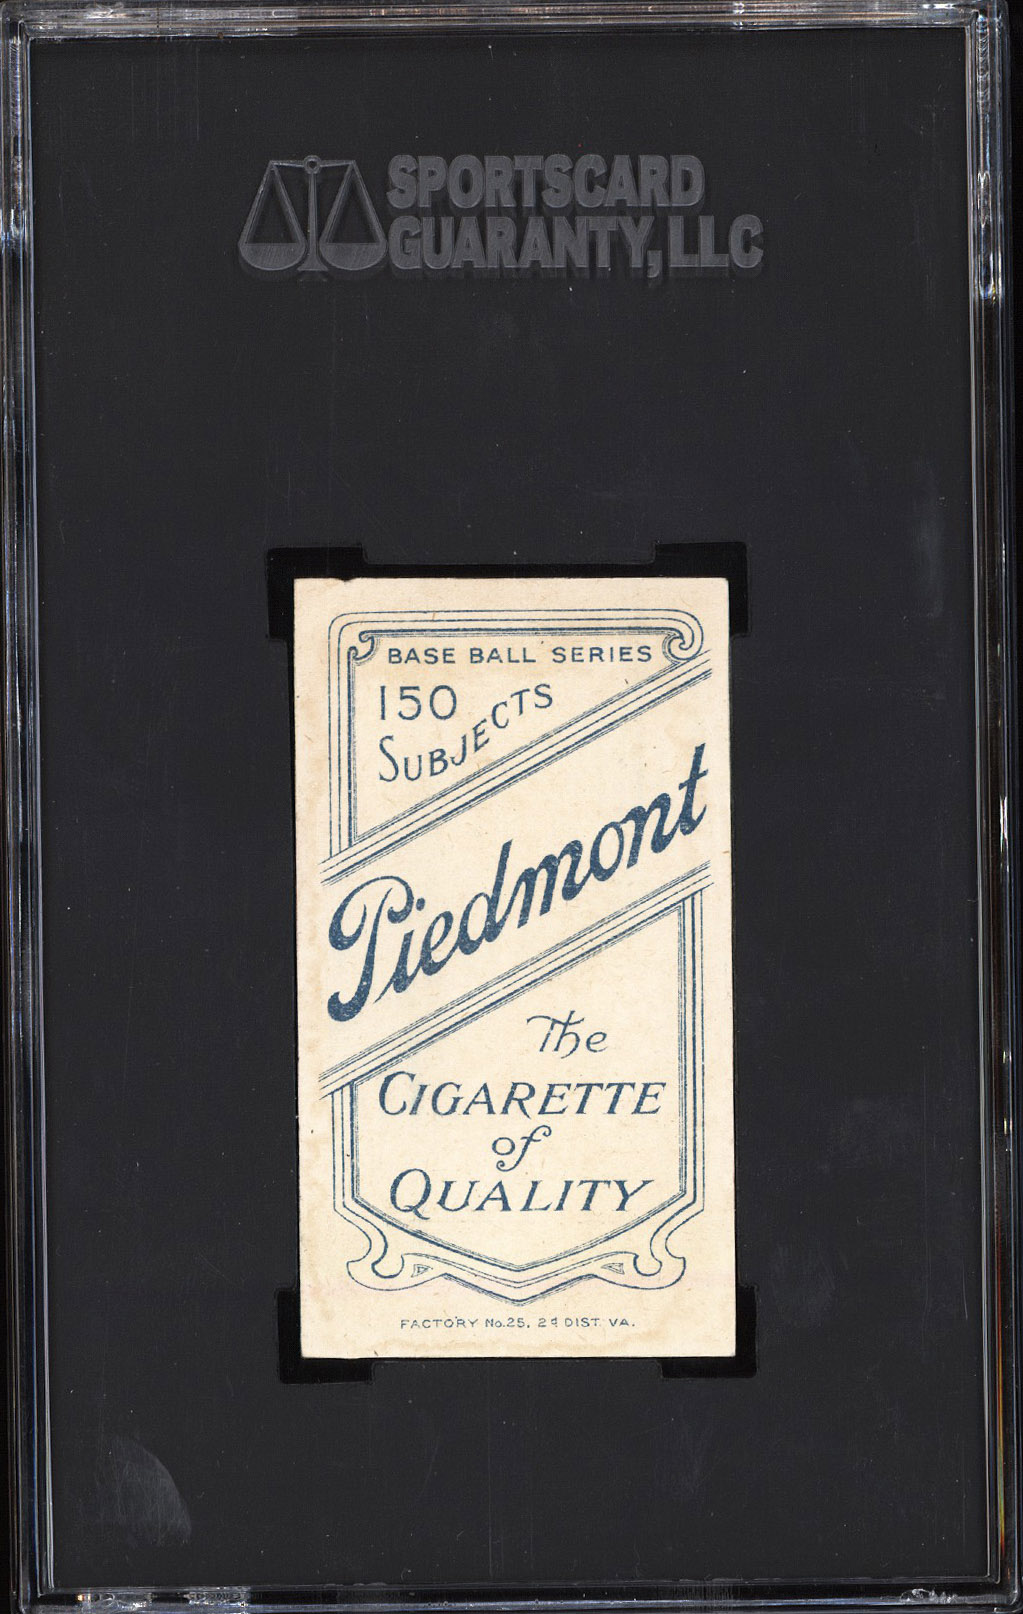 SPORTSCARD
GUARANTY, LLC
BASE BALL SERIES
150
SUBJECTS
Piedmont
The
CIGARETTE
of
QUALITY
FACTORY No.25, 2d DIST. VA.